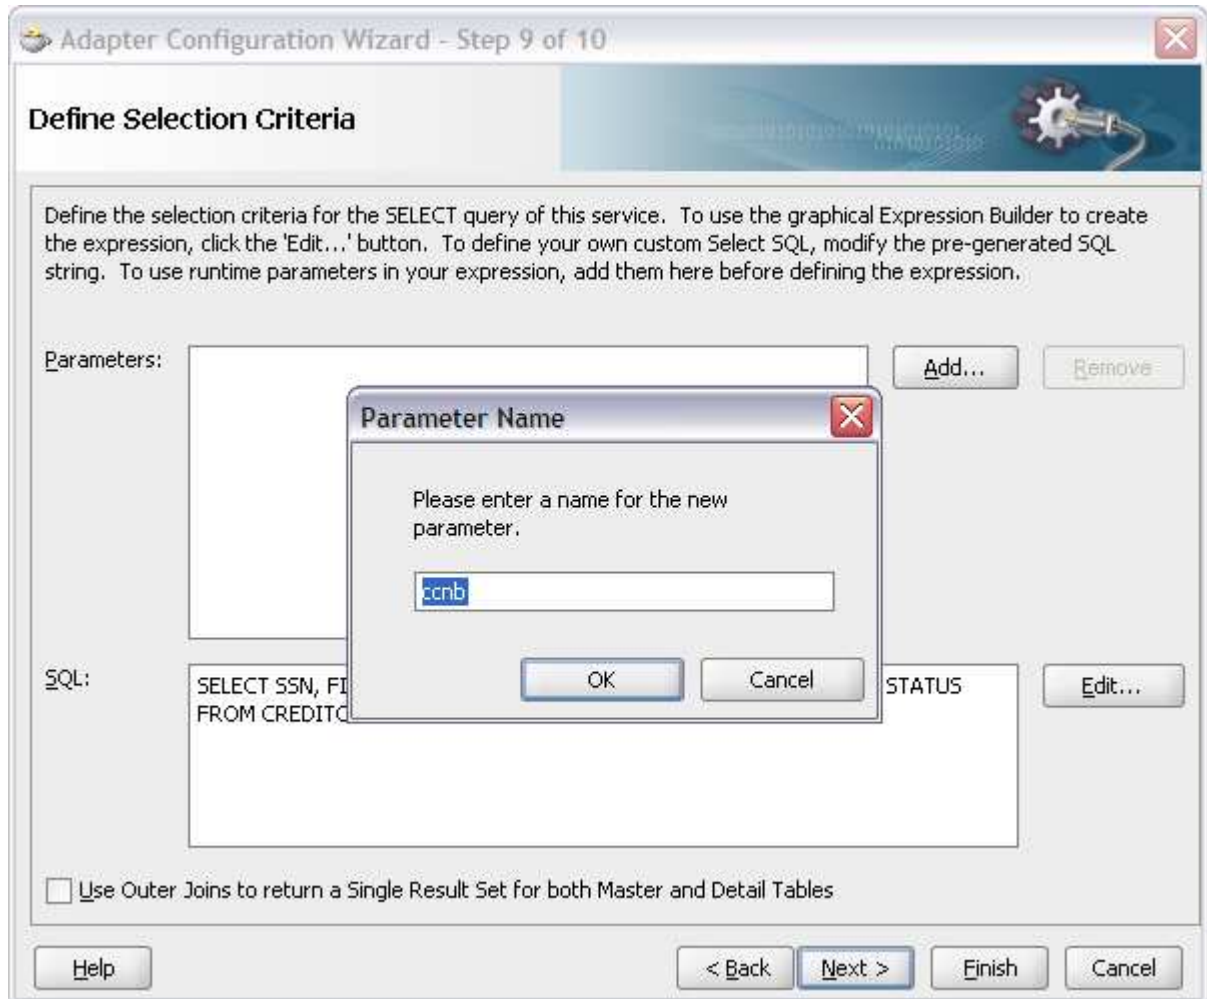 Adapter Configuration Wizard - Step 9 of 10
Define Selection Criteria
Define the selection criteria for the SELECT query of this service. To use the graphical Expression Builder to create
the expression, click the 'Edit...' button. To define your own custom Select SQL, modify the pre-generated SQL
string. To use runtime parameters in your expression, add them here before defining the expression.
Parameters:
Add...
Remove
Parameter Name
Please enter a name for the new
parameter.
ccnb
OK
Cancel
SQL:
SELECT SSN, STATUS
FROM
Edit...
Use Outer Joins to return a Single Result Set for both Master and Detail Tables
Help
< Back
Next >
Finish
Cancel